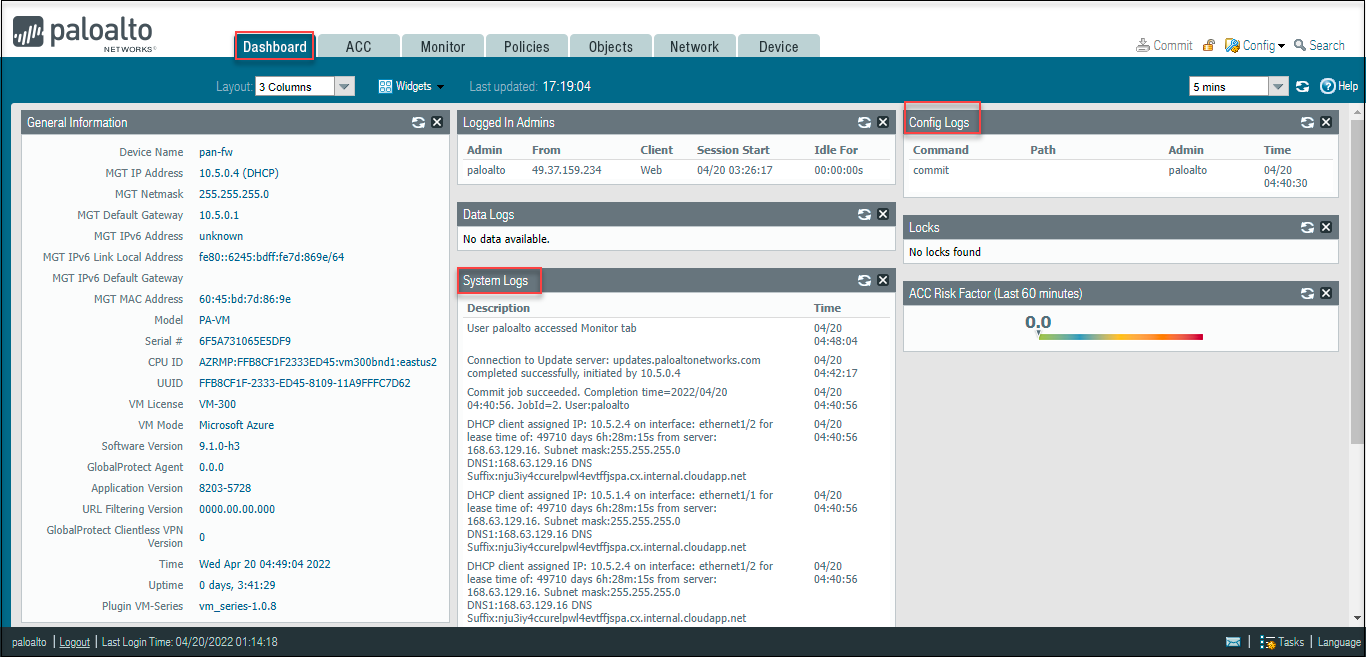 paloalto
NETWORKS®
Dashboard
ACC
Monitor
Policies
Objects
Network
Device
Commit
Config
Search
Layout: 3 Columns
Widgets
Last updated: 17:19:04
5 mins
Help
General Information
Device Name pan-fw
MGT IP Address 10.5.0.4 (DHCP)
MGT Netmask 255.255.255.0
MGT Default Gateway 10.5.0.1
MGT IPv6 Address unknown
MGT IPv6 Link Local Address fe80::6245:bdff:fe7d:869e/64
MGT IPv6 Default Gateway
MGT MAC Address 60:45:bd:7d:86:9e
Model PA-VM
Serial # 6F5A731065E5DF9
CPU ID AZRMP:FFB8CF1F2333ED45:vm300bnd1:eastus2
UUID FFB8CF1F-2333-ED45-8109-11A9FFFC7D62
VM License VM-300
VM Mode Microsoft Azure
Software Version 9.1.0-h3
GlobalProtect Agent 0.0.0
Application Version 8203-5728
URL Filtering Version 0000.00.00.000
GlobalProtect Clientless VPN
Version 0
Time Wed Apr 20 04:49:04 2022
Uptime 0 days, 3:41:29
Plugin VM-Series vm_series-1.0.8
Logged In Admins
Admin From Client Session Start Idle For
paloalto 49.37.159.234 Web 04/20 03:26:17 00:00:00s
Data Logs
No data available.
System Logs
Description Time
User paloalto accessed Monitor tab 04/20
04:48:04
Connection to Update server: updates.paloaltonetworks.com 04/20
completed successfully, initiated by 10.5.0.4 04:42:17
Commit job succeeded. Completion time=2022/04/20 04/20
04:40:56. JobId=2. User:paloalto 04:40:56
DHCP client assigned IP: 10.5.2.4 on interface: ethernet1/2 for 04/20
lease time of: 49710 days 6h:28m:15s from server: 04:40:56
168.63.129.16. Subnet mask:255.255.255.0
DNS1:168.63.129.16 DNS
Suffix:nju3iy4ccurelpwl4evtffjspa.cx.internal.cloudapp.net
DHCP client assigned IP: 10.5.1.4 on interface: ethernet1/1 for 04/20
lease time of: 49710 days 6h:28m:15s from server: 04:40:56
168.63.129.16. Subnet mask:255.255.255.0
DNS1:168.63.129.16 DNS
Suffix:nju3iy4ccurelpwl4evtffjspa.cx.internal.cloudapp.net
DHCP client assigned IP: 10.5.2.4 on interface: ethernet1/2 for 04/20
lease time of: 49710 days 6h:28m:15s from server: 04:40:56
168.63.129.16. Subnet mask:255.255.255.0
DNS1:168.63.129.16 DNS
Suffix:nju3iy4ccurelpwl4evtffjspa.cx.internal.cloudapp.net
Config Logs
Command Path Admin Time
commit paloalto 04/20
04:40:30
Locks
No locks found
ACC Risk Factor (Last 60 minutes)
0.0
paloalto | Logout | Last Login Time: 04/20/2022 01:14:18
| Tasks | Language